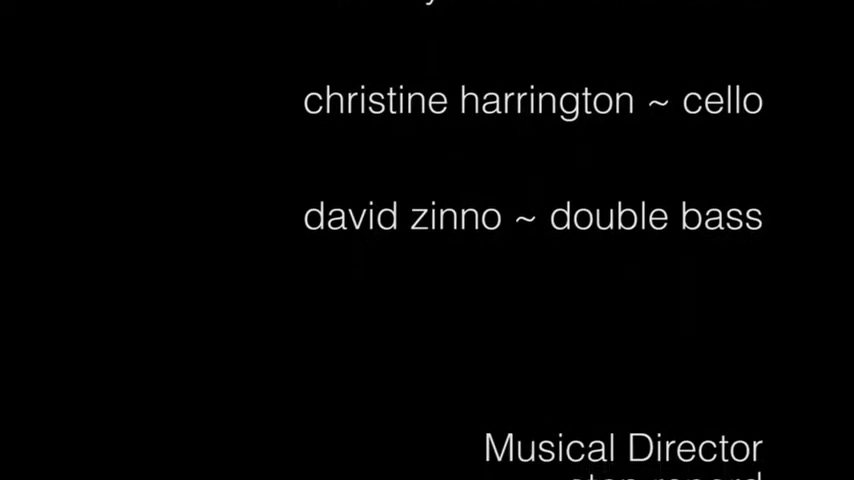 christine harrington ~ cello
david zinno ~ double bass
Musical Director